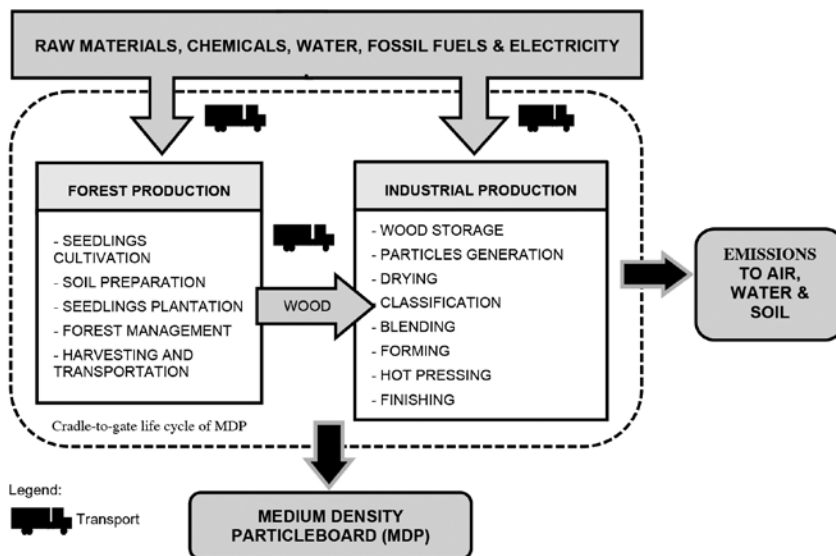 RAW MATERIALS, CHEMICALS, WATER, FOSSIL FUELS & ELECTRICITY
FOREST PRODUCTION
- SEEDLINGS
CULTIVATION
- SOIL PREPARATION
- SEEDLINGS PLANTATION
- FOREST MANAGEMENT
- HARVESTING AND
TRANSPORTATION
WOOD
INDUSTRIAL PRODUCTION
- WOOD STORAGE
- PARTICLES GENERATION
- DRYING
- CLASSIFICATION
- BLENDING
- FORMING
- HOT PRESSING
- FINISHING
EMISSIONS
TO AIR,
WATER &
SOIL
Cradle-to-gate life cycle of MDP
Legend:
Transport
MEDIUM DENSITY
PARTICLEBOARD (MDP)